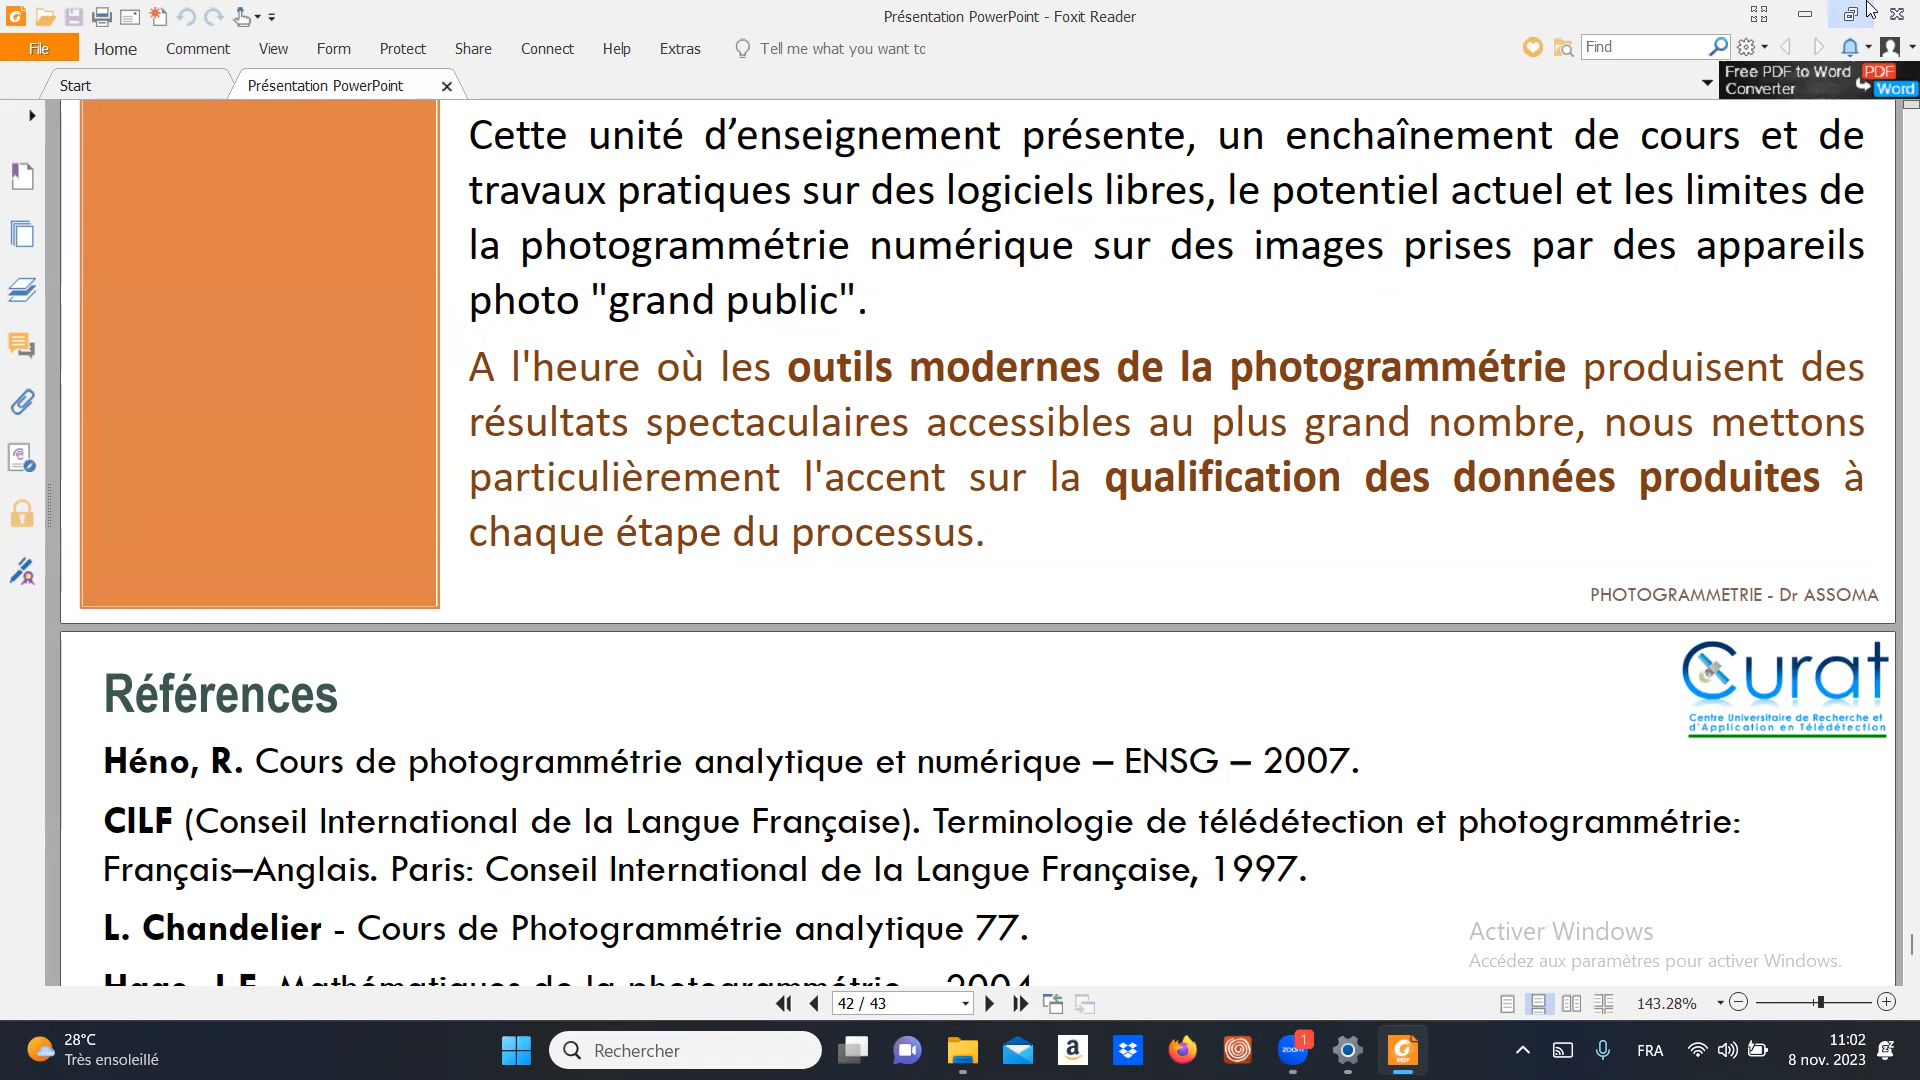 Présentation PowerPoint - Foxit Reader
File Home Comment View Form Protect Share Connect Help Extras Tell me what you want to Find
Start Présentation PowerPoint
Free PDF to Word PDF
Converter Word
Cette unité d’enseignement présente, un enchaînement de cours et de
travaux pratiques sur des logiciels libres, le potentiel actuel et les limites de
la photogrammétrie numérique sur des images prises par des appareils
photo "grand public".
A l'heure où les outils modernes de la photogrammétrie produisent des
résultats spectaculaires accessibles au plus grand nombre, nous mettons
particulièrement l'accent sur la qualification des données produites à
chaque étape du processus.
PHOTOGRAMMETRIE - Dr ASSOMA
Curat
Centre Universitaire de Recherche et
d'Application en Télédétection
Références
Héno, R. Cours de photogrammétrie analytique et numérique – ENSG – 2007.
CILF (Conseil International de la Langue Française). Terminologie de télédétection et photogrammétrie:
Français–Anglais. Paris: Conseil International de la Langue Française, 1997.
L. Chandelier - Cours de Photogrammétrie analytique 77.
Mathématiques de la photogrammétrie 2004
Activer Windows
Accédez aux paramètres pour activer Windows.
42 / 43
143.28%
28°C
Très ensoleillé
Rechercher
zoom 1
FRA
11:02
8 nov. 2023